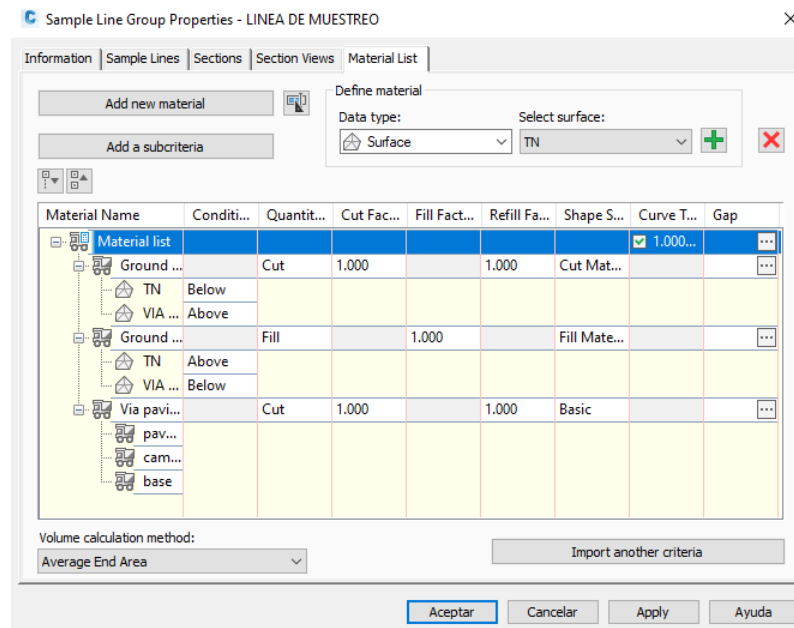 Sample Line Group Properties - LINEA DE MUESTREO
Information Sample Lines Sections Section Views Material List
Add new material
Define material
Data type: Select surface:
Surface TN
Add a subcriteria
Material Name Conditi... Quantit... Cut Fac... Fill Fact... Refill Fa... Shape S... Curve T... Gap
Material list 1.000... ...
Ground ... Cut 1.000 1.000 Cut Mat... ...
TN Below
VIA ... Above
Ground ... Fill 1.000 Fill Mate... ...
TN Above
VIA ... Below
Via pavi... Cut 1.000 1.000 Basic ...
pav...
cam...
base
Volume calculation method:
Average End Area
Import another criteria
Aceptar Cancelar Apply Ayuda